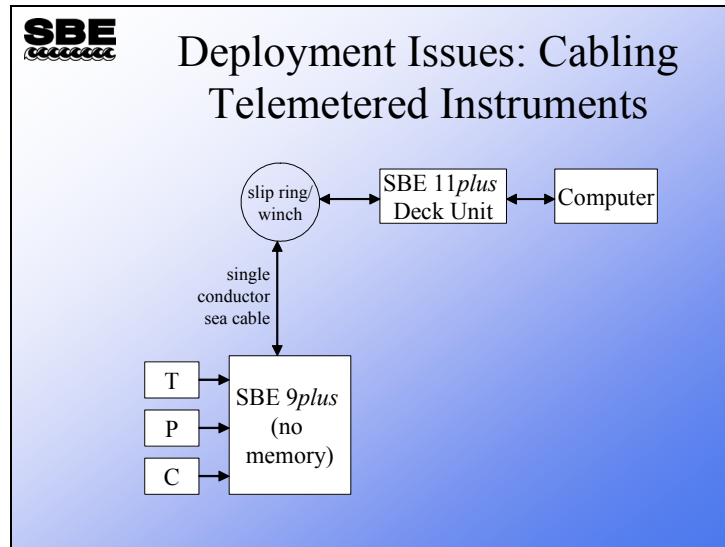 SBE
Deployment Issues: Cabling
Telemetered Instruments
slip ring/
winch
SBE 11plus
Deck Unit
Computer
single
conductor
sea cable
T
P
C
SBE 9plus
(no
memory)